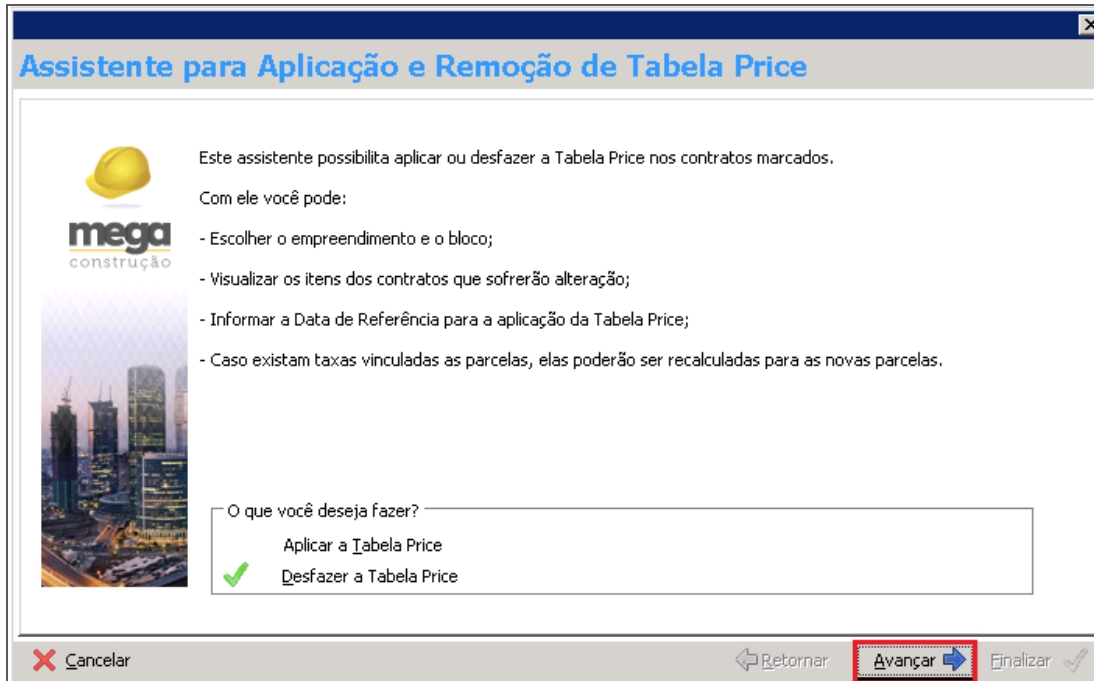 Assistente para Aplicação e Remoção de Tabela Price
Este assistente possibilita aplicar ou desfazer a Tabela Price nos contratos marcados.
Com ele você pode:
mega
construção
- Escolher o empreendimento e o bloco;
- Visualizar os itens dos contratos que sofrerão alteração;
- Informar a Data de Referência para a aplicação da Tabela Price;
- Caso existam taxas vinculadas as parcelas, elas poderão ser recalculadas para as novas parcelas.
O que você deseja fazer?
Aplicar a Tabela Price
Desfazer a Tabela Price
Cancelar
Retornar
Avançar
Finalizar